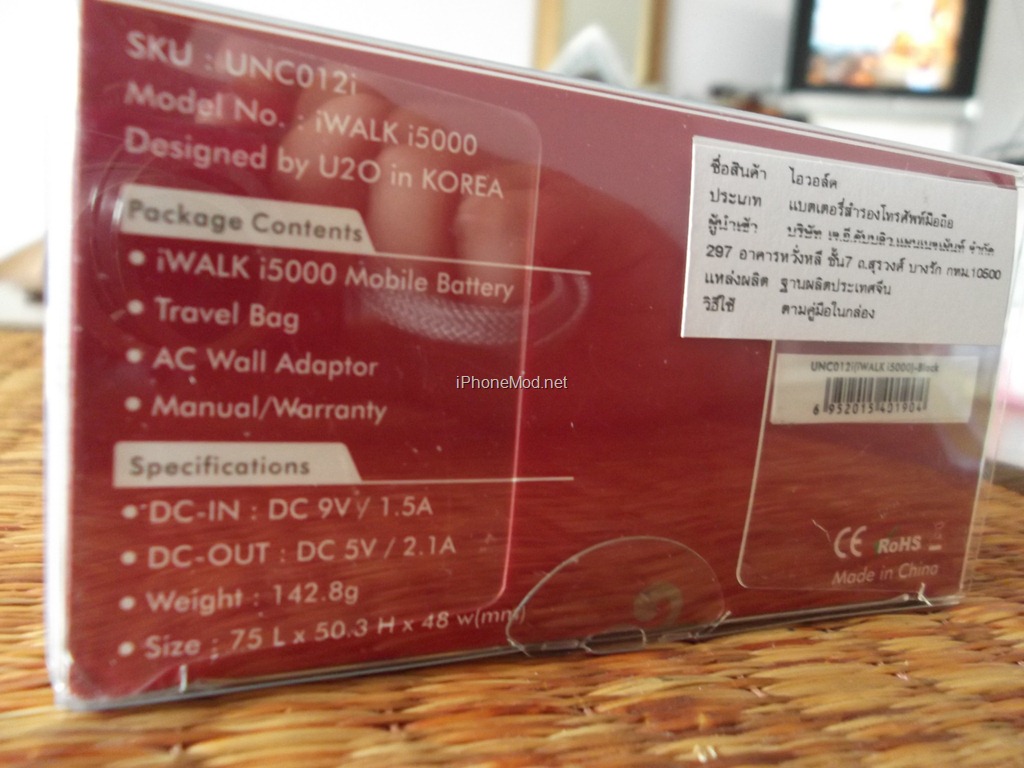 SKU : UNC012i
Model No. : iWALK i5000
Designed by U2O in KOREA
Package Contents
• iWALK i5000 Mobile Battery
• Travel Bag
• AC Wall Adaptor
• Manual/Warranty
Specifications
• DC-IN : DC 9V / 1.5A
• DC-OUT : DC 5V / 2.1A
• Weight : 142.8g
• Size : 75 L x 50.3 H x 48 w(mm)
ชื่อสินค้า ไอวอล์ค
ประเภท แบตเตอรี่สำรองโทรศัพท์มือถือ
ผู้นำเข้า บริษัท จำกัด
297 อาคารหวั่งหลี ชั้น7 ถ.สุรวงศ์ บางรัก กทม.10500
แหล่งผลิต ฐานผลิตประเทศจีน
วิธีใช้ ตามคู่มือในกล่อง
UNC012i(iWALK i5000)-Black
6 952015 401904
CE RoHS
Made in China
iPhoneMod.net